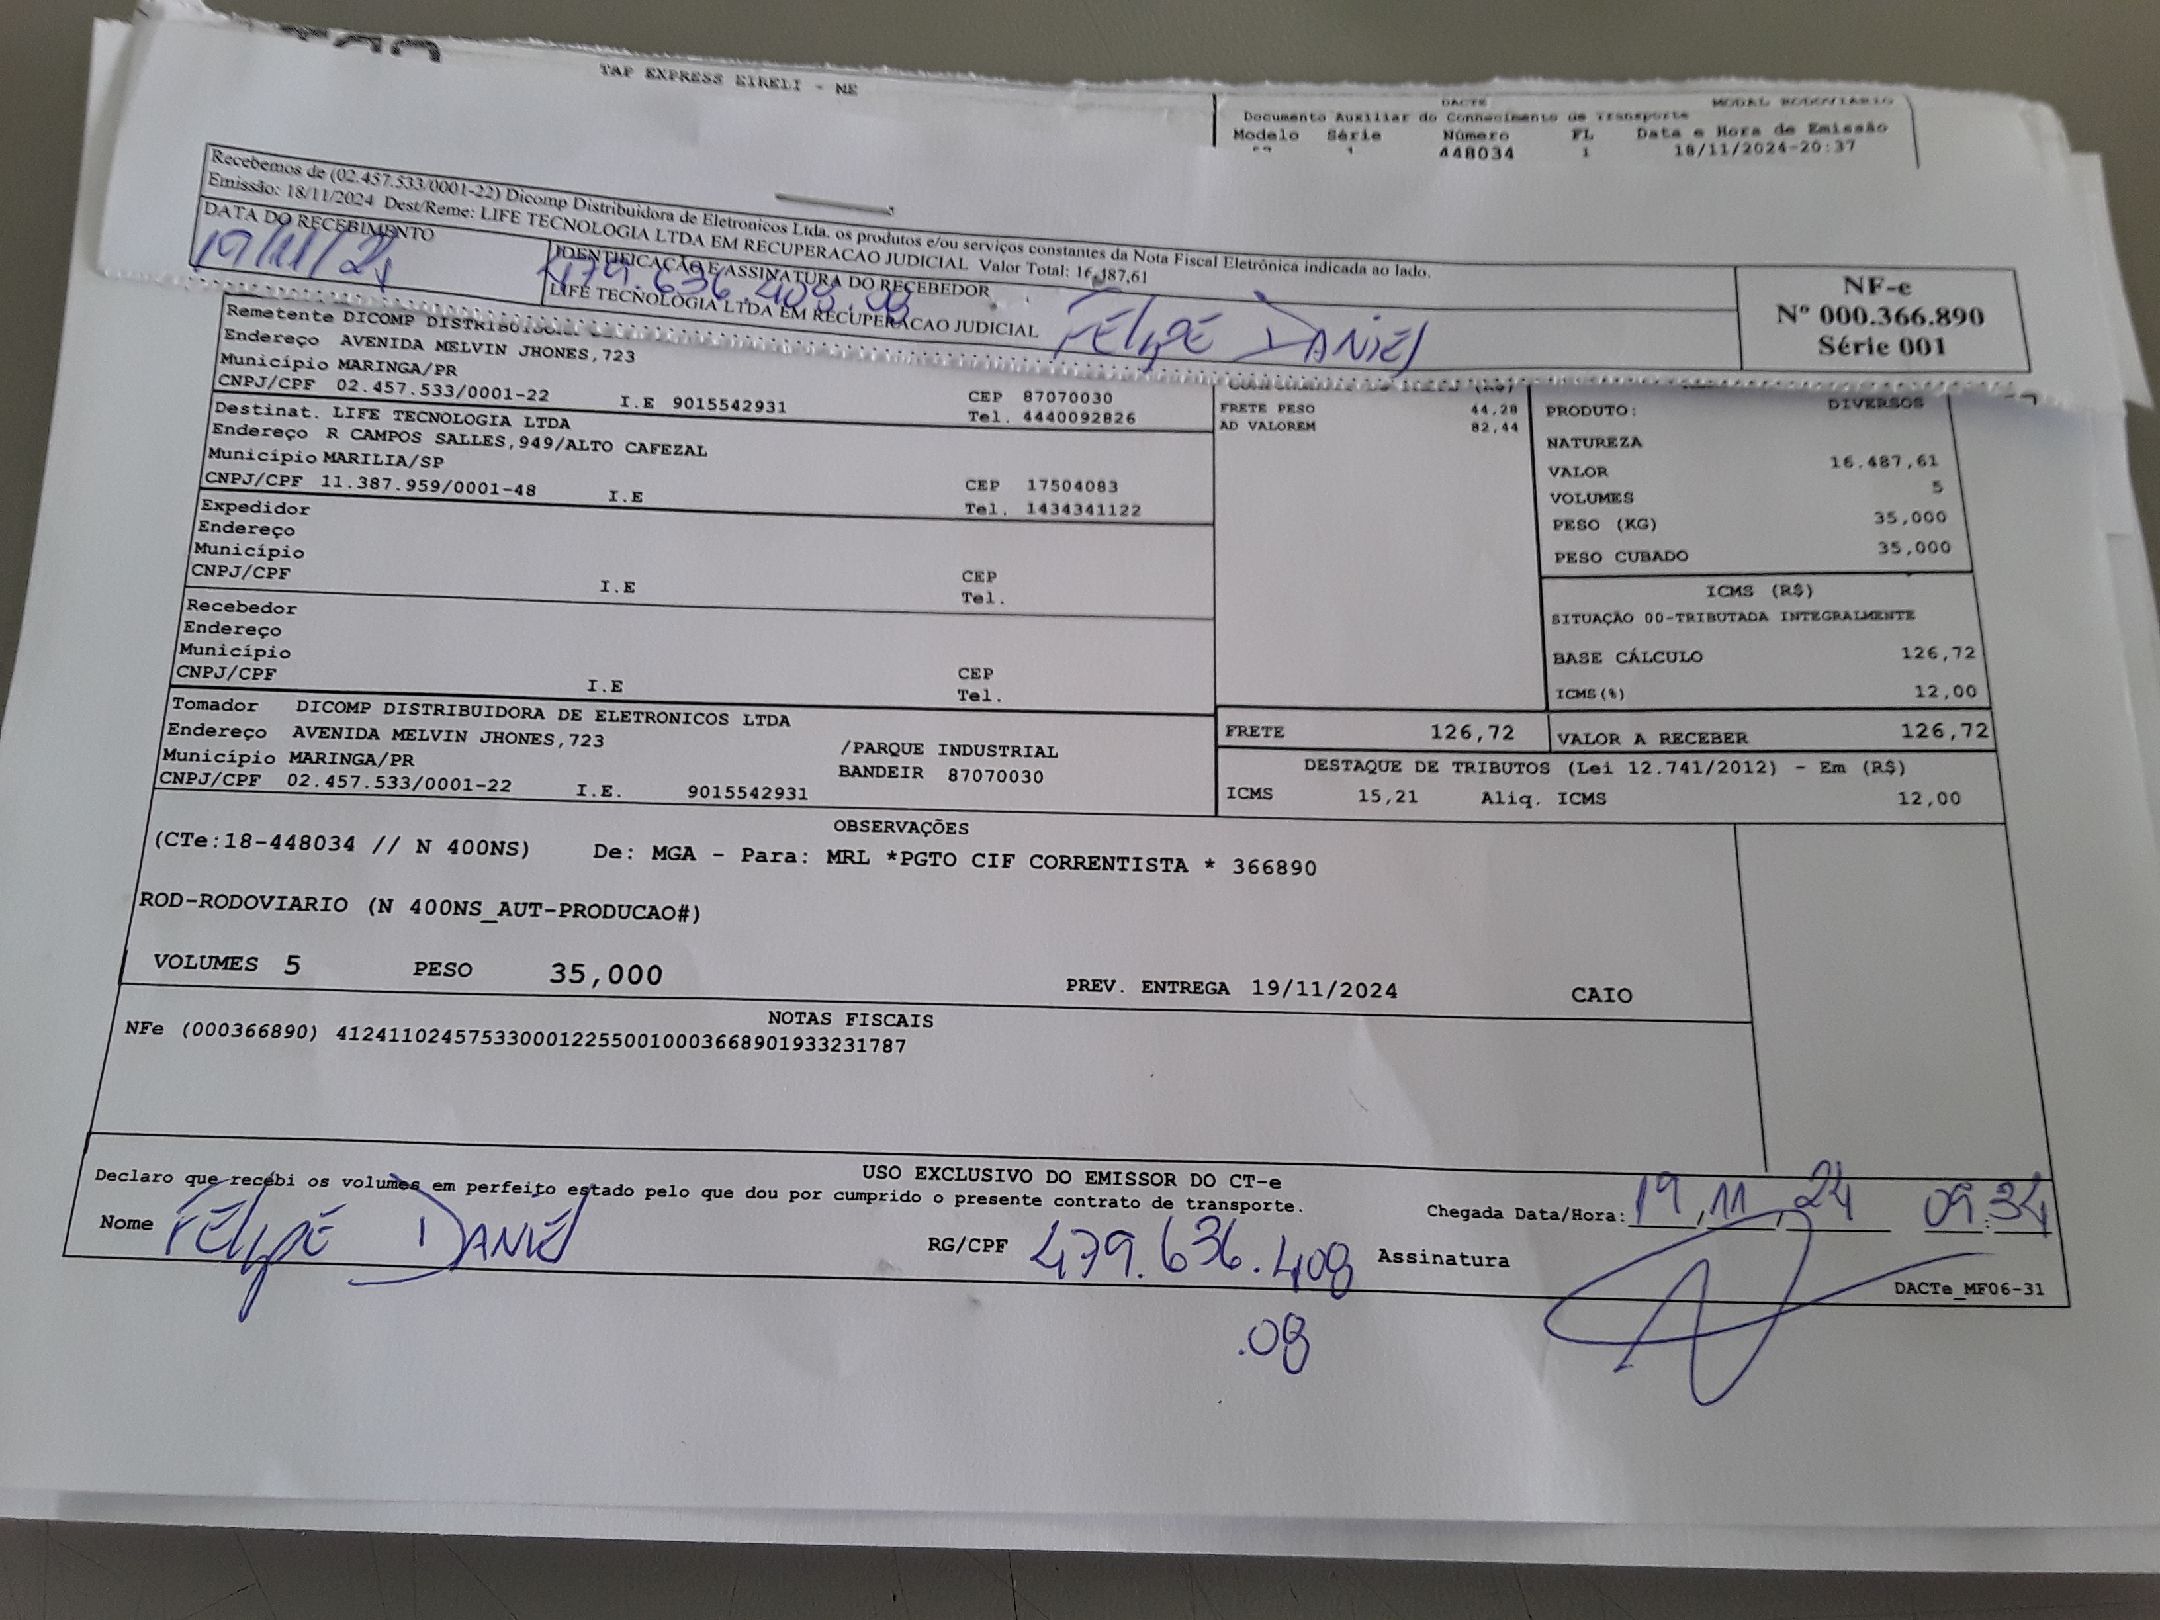 TAP EXPRESS EIRELI - NE
DACTE MODAL RODOVIARIO
Documento Auxiliar do Conhecimento de Transporte
Modelo Série Número FL Data e Hora de Emissão
448034 1 18/11/2024-20:37
Recebemos de (02.457.533/0001-22) Dicomp Distribuidora de Eletronicos Ltda. os produtos e/ou serviços constantes da Nota Fiscal Eletrônica indicada ao lado.
Emissão: 18/11/2024 Dest/Reme: LIFE TECNOLOGIA LTDA EM RECUPERACAO JUDICIAL Valor Total: 16.487,61
DATA DO RECEBIMENTO
19/11/24
IDENTIFICAÇÃO E ASSINATURA DO RECEBEDOR
479.636.408.08
LIFE TECNOLOGIA LTDA EM RECUPERACAO JUDICIAL
FELIPE DANIEL
NF-e
Nº 000.366.890
Série 001
Remetente DICOMP
Endereço AVENIDA MELVIN JHONES,723
Município MARINGA/PR
CNPJ/CPF 02.457.533/0001-22 I.E 9015542931
CEP 87070030
Tel. 4440092826
Destinat. LIFE TECNOLOGIA LTDA
Endereço R CAMPOS SALLES,949/ALTO CAFEZAL
Município MARILIA/SP
CNPJ/CPF 11.387.959/0001-48 I.E
CEP 17504083
Tel. 1434341122
Expedidor
Endereço
Município
CNPJ/CPF I.E
CEP
Tel.
Recebedor
Endereço
Município
CNPJ/CPF I.E
CEP
Tel.
Tomador DICOMP DISTRIBUIDORA DE ELETRONICOS LTDA
Endereço AVENIDA MELVIN JHONES,723 /PARQUE INDUSTRIAL
Município MARINGA/PR BANDEIR 87070030
CNPJ/CPF 02.457.533/0001-22 I.E. 9015542931
FRETE PESO 44,28
AD VALOREM 82,44
PRODUTO: DIVERSOS
NATUREZA
VALOR 16.487,61
VOLUMES 5
PESO (KG) 35,000
PESO CUBADO 35,000
ICMS (R$)
SITUAÇÃO 00-TRIBUTADA INTEGRALMENTE
BASE CÁLCULO 126,72
ICMS(%) 12,00
FRETE 126,72 VALOR A RECEBER 126,72
DESTAQUE DE TRIBUTOS (Lei 12.741/2012) - Em (R$)
ICMS 15,21 Aliq. ICMS 12,00
OBSERVAÇÕES
(CTe:18-448034 // N 400NS) De: MGA - Para: MRL *PGTO CIF CORRENTISTA * 366890
ROD-RODOVIARIO (N 400NS_AUT-PRODUCAO#)
VOLUMES 5 PESO 35,000 PREV. ENTREGA 19/11/2024 CAIO
NOTAS FISCAIS
NFe (000366890) 41241102457533000122550010003668901933231787
USO EXCLUSIVO DO EMISSOR DO CT-e
Declaro que recebi os volumes em perfeito estado pelo que dou por cumprido o presente contrato de transporte.
Chegada Data/Hora: 19,11,24 09:34
Nome FELIPE DANIEL RG/CPF 479.636.408 Assinatura
.08
DACTe_MF06-31